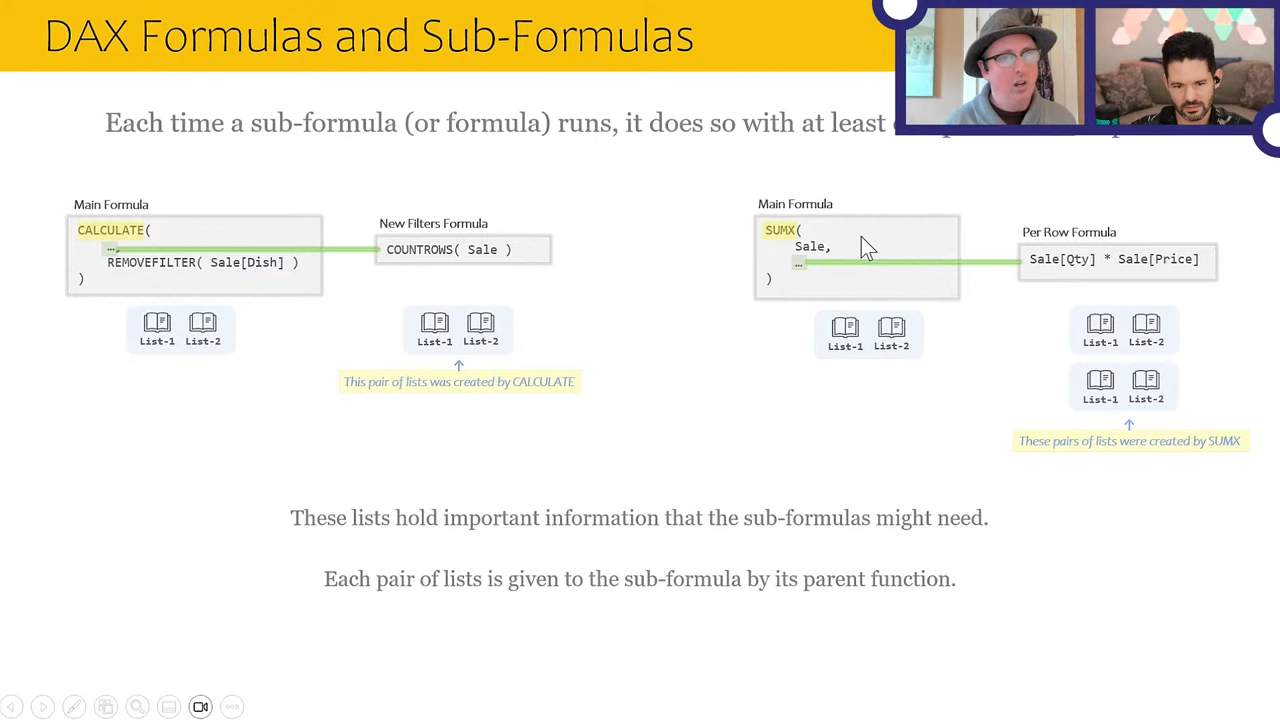 DAX Formulas and Sub-Formulas
Each time a sub-formula (or formula) runs, it does so with at least
Main Formula
CALCULATE(
…,
REMOVEFILTER( Sale[Dish] )
)
New Filters Formula
COUNTROWS( Sale )
List-1 List-2
List-1 List-2
This pair of lists was created by CALCULATE
Main Formula
SUMX(
Sale,
…
)
Per Row Formula
Sale[Qty] * Sale[Price]
List-1 List-2
List-1 List-2
List-1 List-2
These pairs of lists were created by SUMX
These lists hold important information that the sub-formulas might need.
Each pair of lists is given to the sub-formula by its parent function.